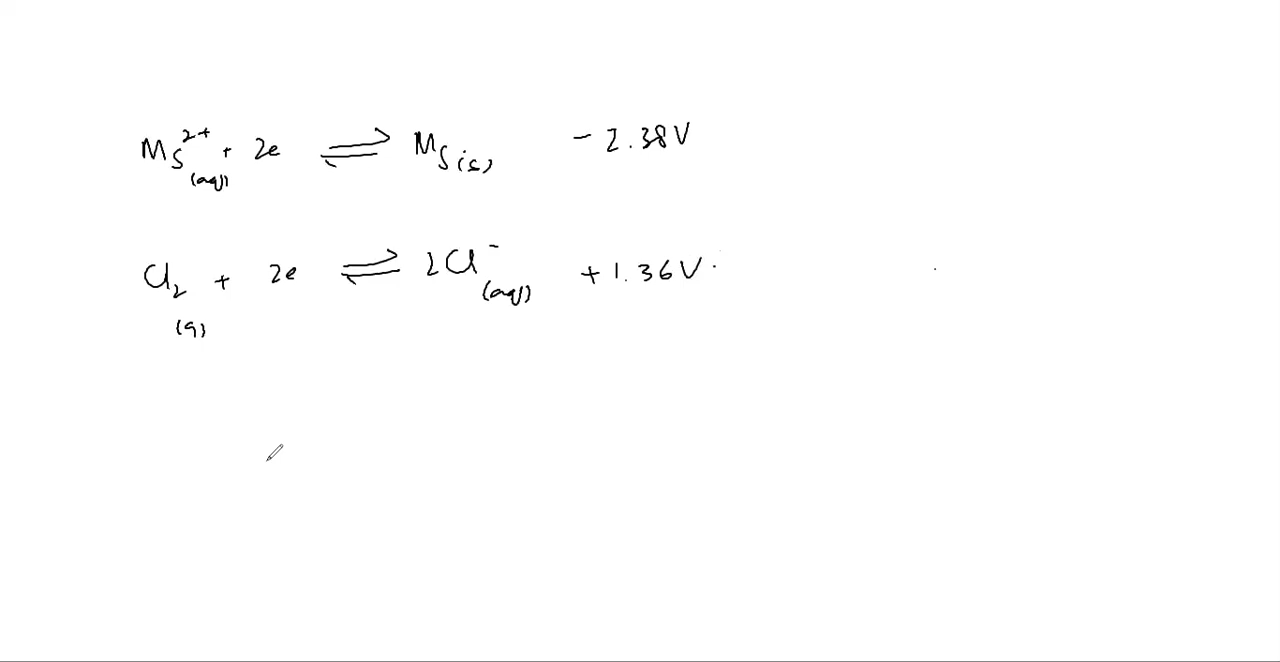 Mg²⁺(aq) + 2e ⇌ Mg(s) - 2.38V
Cl₂(g) + 2e ⇌ 2Cl⁻(aq) + 1.36V.